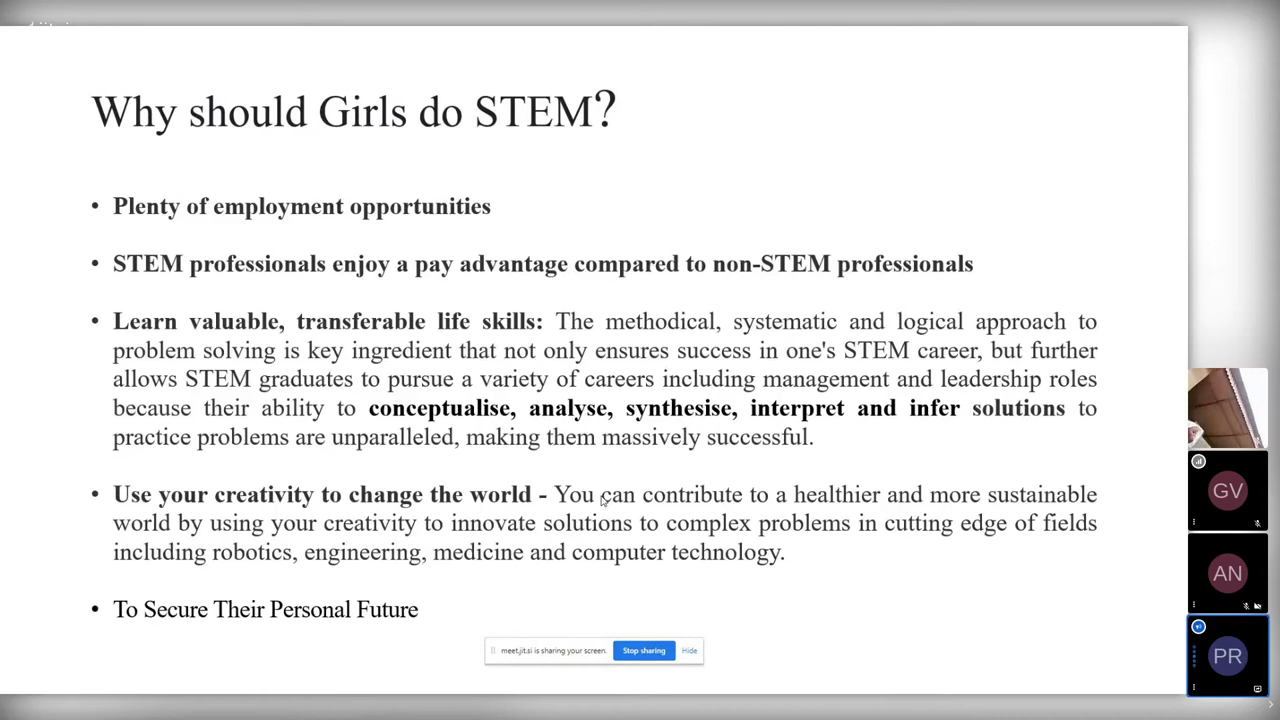 Why should Girls do STEM?
• Plenty of employment opportunities
• STEM professionals enjoy a pay advantage compared to non-STEM professionals
• Learn valuable, transferable life skills: The methodical, systematic and logical approach to
problem solving is key ingredient that not only ensures success in one's STEM career, but further
allows STEM graduates to pursue a variety of careers including management and leadership roles
because their ability to conceptualise, analyse, synthesise, interpret and infer solutions to
practice problems are unparalleled, making them massively successful.
• Use your creativity to change the world - You can contribute to a healthier and more sustainable
world by using your creativity to innovate solutions to complex problems in cutting edge of fields
including robotics, engineering, medicine and computer technology.
• To Secure Their Personal Future
meet.jit.si is sharing your screen. Stop sharing Hide
GV
AN
PR